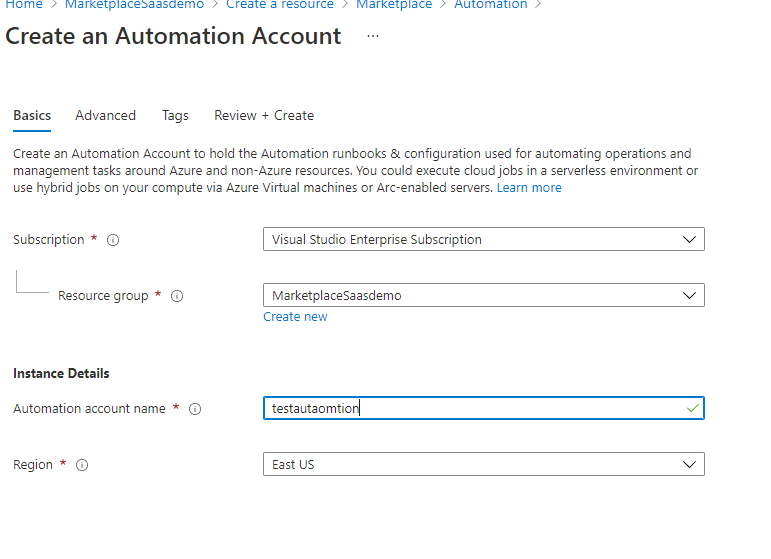 Home > MarketplaceSaasdemo > Create a resource > Marketplace > Automation >
Create an Automation Account ...
Basics Advanced Tags Review + Create
Create an Automation Account to hold the Automation runbooks & configuration used for automating operations and
management tasks around Azure and non-Azure resources. You could execute cloud jobs in a serverless environment or
use hybrid jobs on your compute via Azure Virtual machines or Arc-enabled servers. Learn more
Subscription * Visual Studio Enterprise Subscription
Resource group * MarketplaceSaasdemo
Create new
Instance Details
Automation account name * testautaomtion
Region * East US